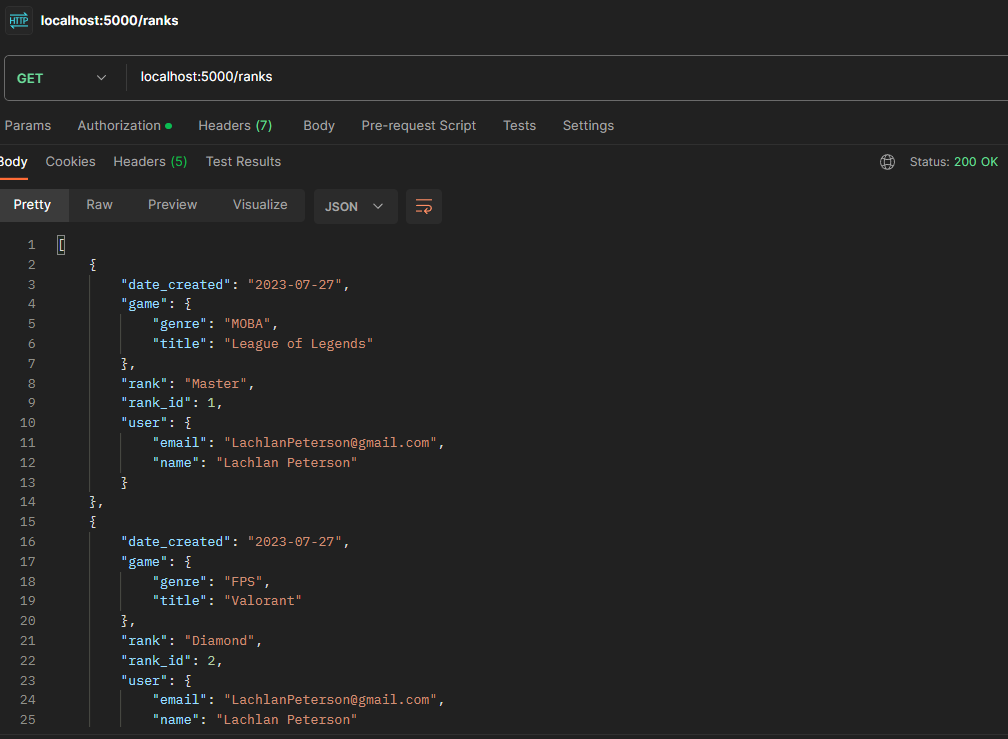 HTTP localhost:5000/ranks
GET localhost:5000/ranks
Params Authorization Headers (7) Body Pre-request Script Tests Settings
Body Cookies Headers (5) Test Results Status: 200 OK
Pretty Raw Preview Visualize JSON
1 [
2 {
3 "date_created": "2023-07-27",
4 "game": {
5 "genre": "MOBA",
6 "title": "League of Legends"
7 },
8 "rank": "Master",
9 "rank_id": 1,
10 "user": {
11 "email": "LachlanPeterson@gmail.com",
12 "name": "Lachlan Peterson"
13 }
14 },
15 {
16 "date_created": "2023-07-27",
17 "game": {
18 "genre": "FPS",
19 "title": "Valorant"
20 },
21 "rank": "Diamond",
22 "rank_id": 2,
23 "user": {
24 "email": "LachlanPeterson@gmail.com",
25 "name": "Lachlan Peterson"